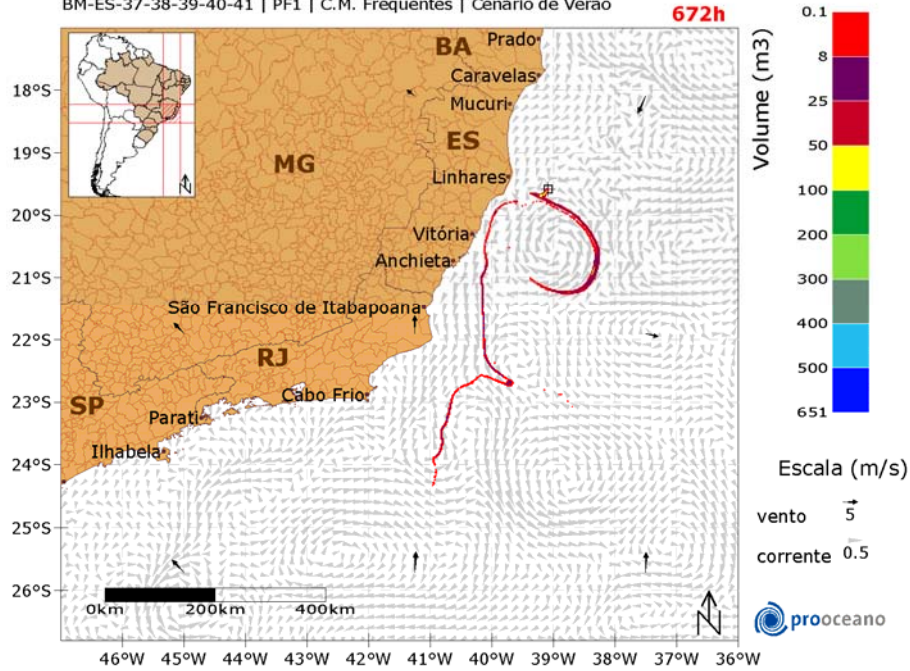 BM-ES-37-38-39-40-41 | PF1 | C.M. Frequentes | Cenário de Verão
672h
BA
Prado
Caravelas
Mucuri
ES
MG
Linhares
Vitória
Anchieta
São Francisco de Itabapoana
RJ
Cabo Frio
SP
Parati
Ilhabela
18°S
19°S
20°S
21°S
22°S
23°S
24°S
25°S
26°S
46°W 45°W 44°W 43°W 42°W 41°W 40°W 39°W 38°W 37°W 36°W
0km 200km 400km
N
N
Volume (m3)
0.1
8
25
50
100
200
300
400
500
651
Escala (m/s)
vento 5
corrente 0.5
prooceano